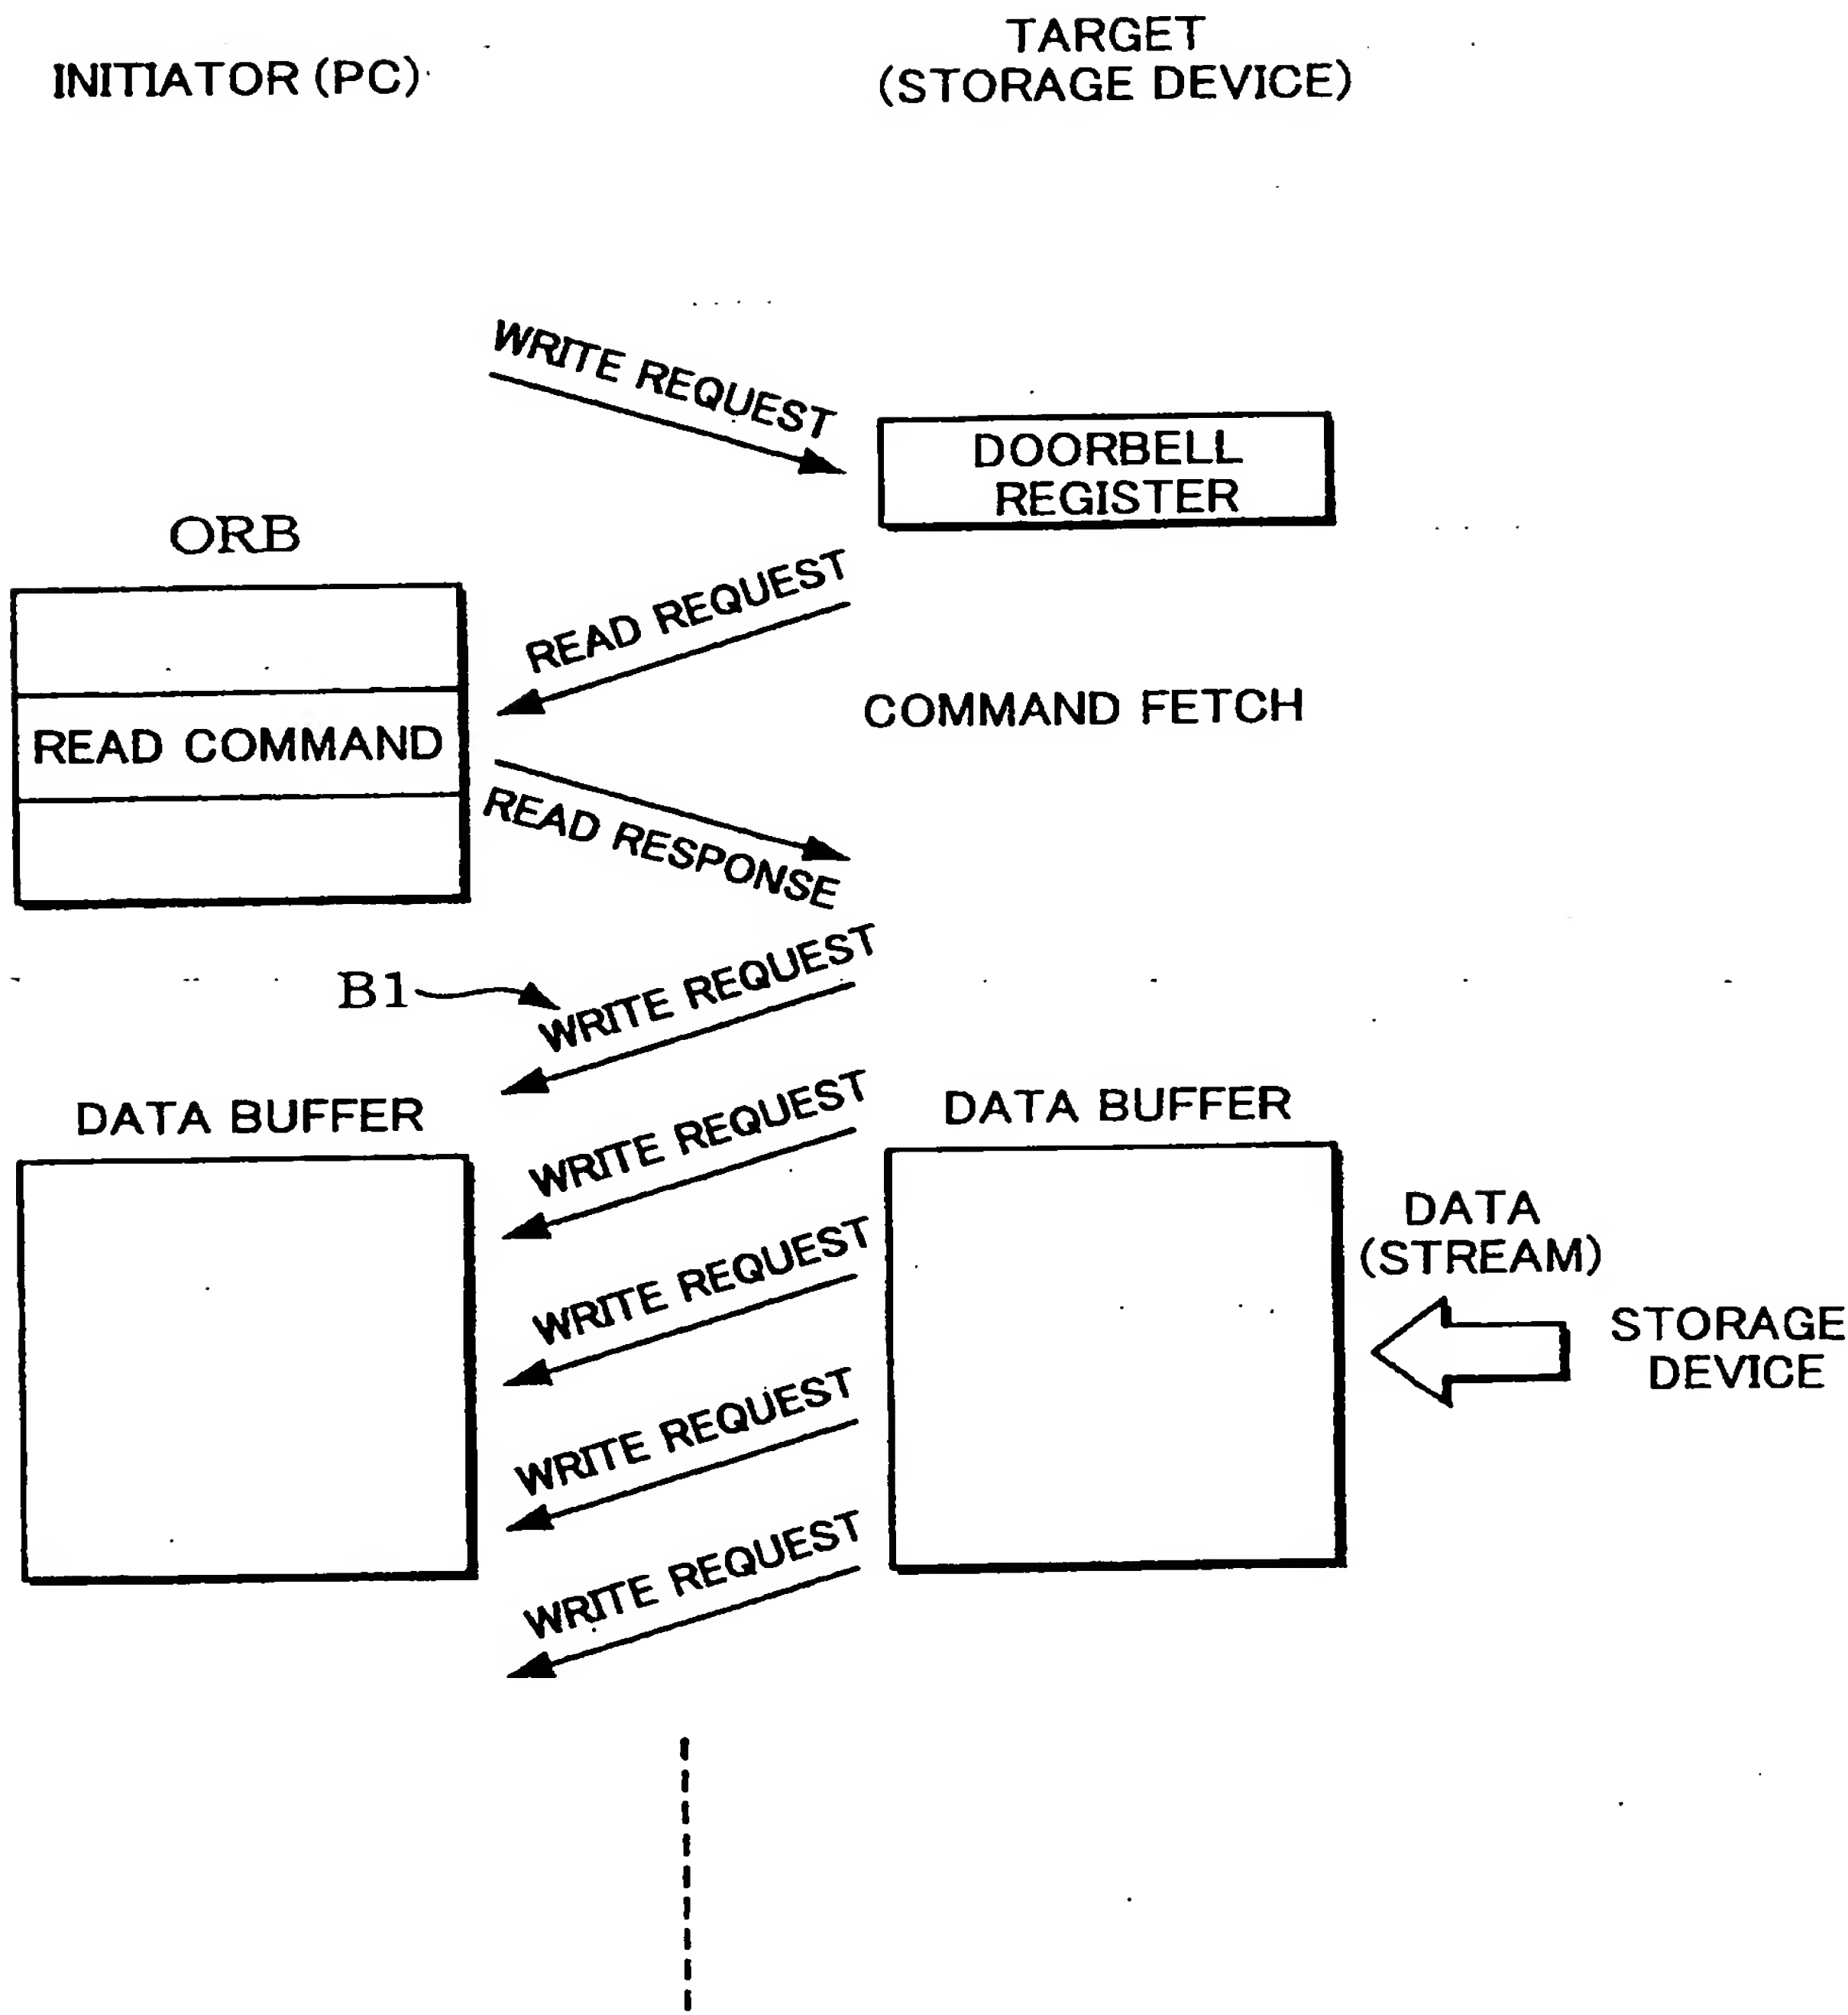 INITIATOR (PC)
TARGET
(STORAGE DEVICE)
WRITE REQUEST
DOORBELL
REGISTER
ORB
READ REQUEST
COMMAND FETCH
READ COMMAND
READ RESPONSE
WRITE REQUEST
B1
WRITE REQUEST
DATA BUFFER
DATA BUFFER
DATA
(STREAM)
WRITE REQUEST
STORAGE
DEVICE
WRITE REQUEST
WRITE REQUEST